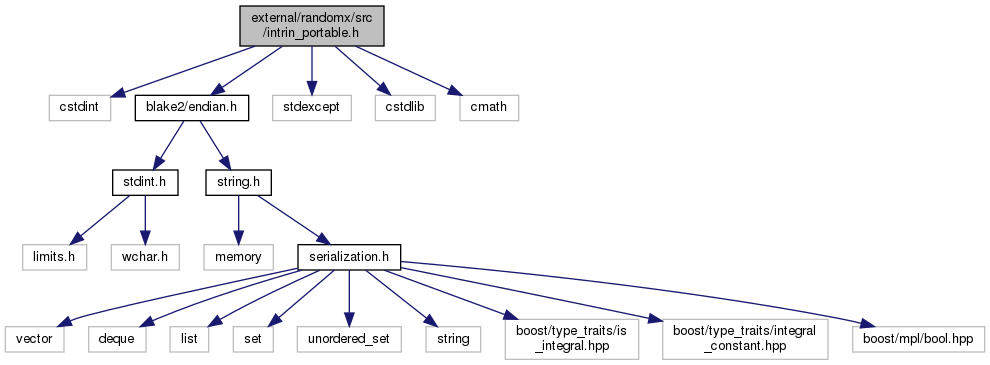 external/randomx/src
/intrin_portable.h
cstdint
blake2/endian.h
stdexcept
cstdlib
cmath
stdint.h
string.h
limits.h
wchar.h
memory
serialization.h
vector
deque
list
set
unordered_set
string
boost/type_traits/is
_integral.hpp
boost/type_traits/integral
_constant.hpp
boost/mpl/bool.hpp